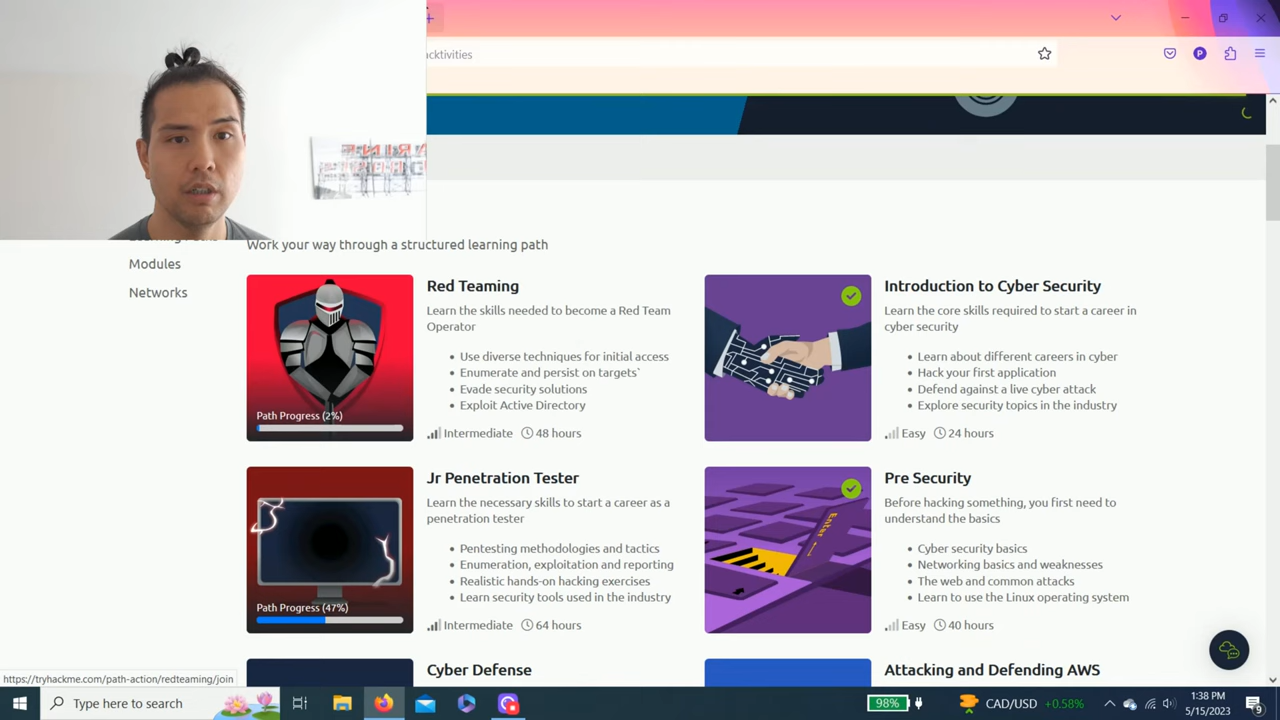 acktivities
Work your way through a structured learning path
Modules
Networks
Red Teaming
Learn the skills needed to become a Red Team
Operator
• Use diverse techniques for initial access
• Enumerate and persist on targets`
• Evade security solutions
• Exploit Active Directory
Path Progress (2%)
Intermediate 48 hours
Introduction to Cyber Security
Learn the core skills required to start a career in
cyber security
• Learn about different careers in cyber
• Hack your first application
• Defend against a live cyber attack
• Explore security topics in the industry
Easy 24 hours
Jr Penetration Tester
Learn the necessary skills to start a career as a
penetration tester
• Pentesting methodologies and tactics
• Enumeration, exploitation and reporting
• Realistic hands-on hacking exercises
• Learn security tools used in the industry
Path Progress (47%)
Intermediate 64 hours
Pre Security
Before hacking something, you first need to
understand the basics
• Cyber security basics
• Networking basics and weaknesses
• The web and common attacks
• Learn to use the Linux operating system
Enter
Easy 40 hours
Cyber Defense
Attacking and Defending AWS
https://tryhackme.com/path-action/redteaming/join
Type here to search
98%
CAD/USD +0.58%
1:38 PM
5/15/2023
9
P